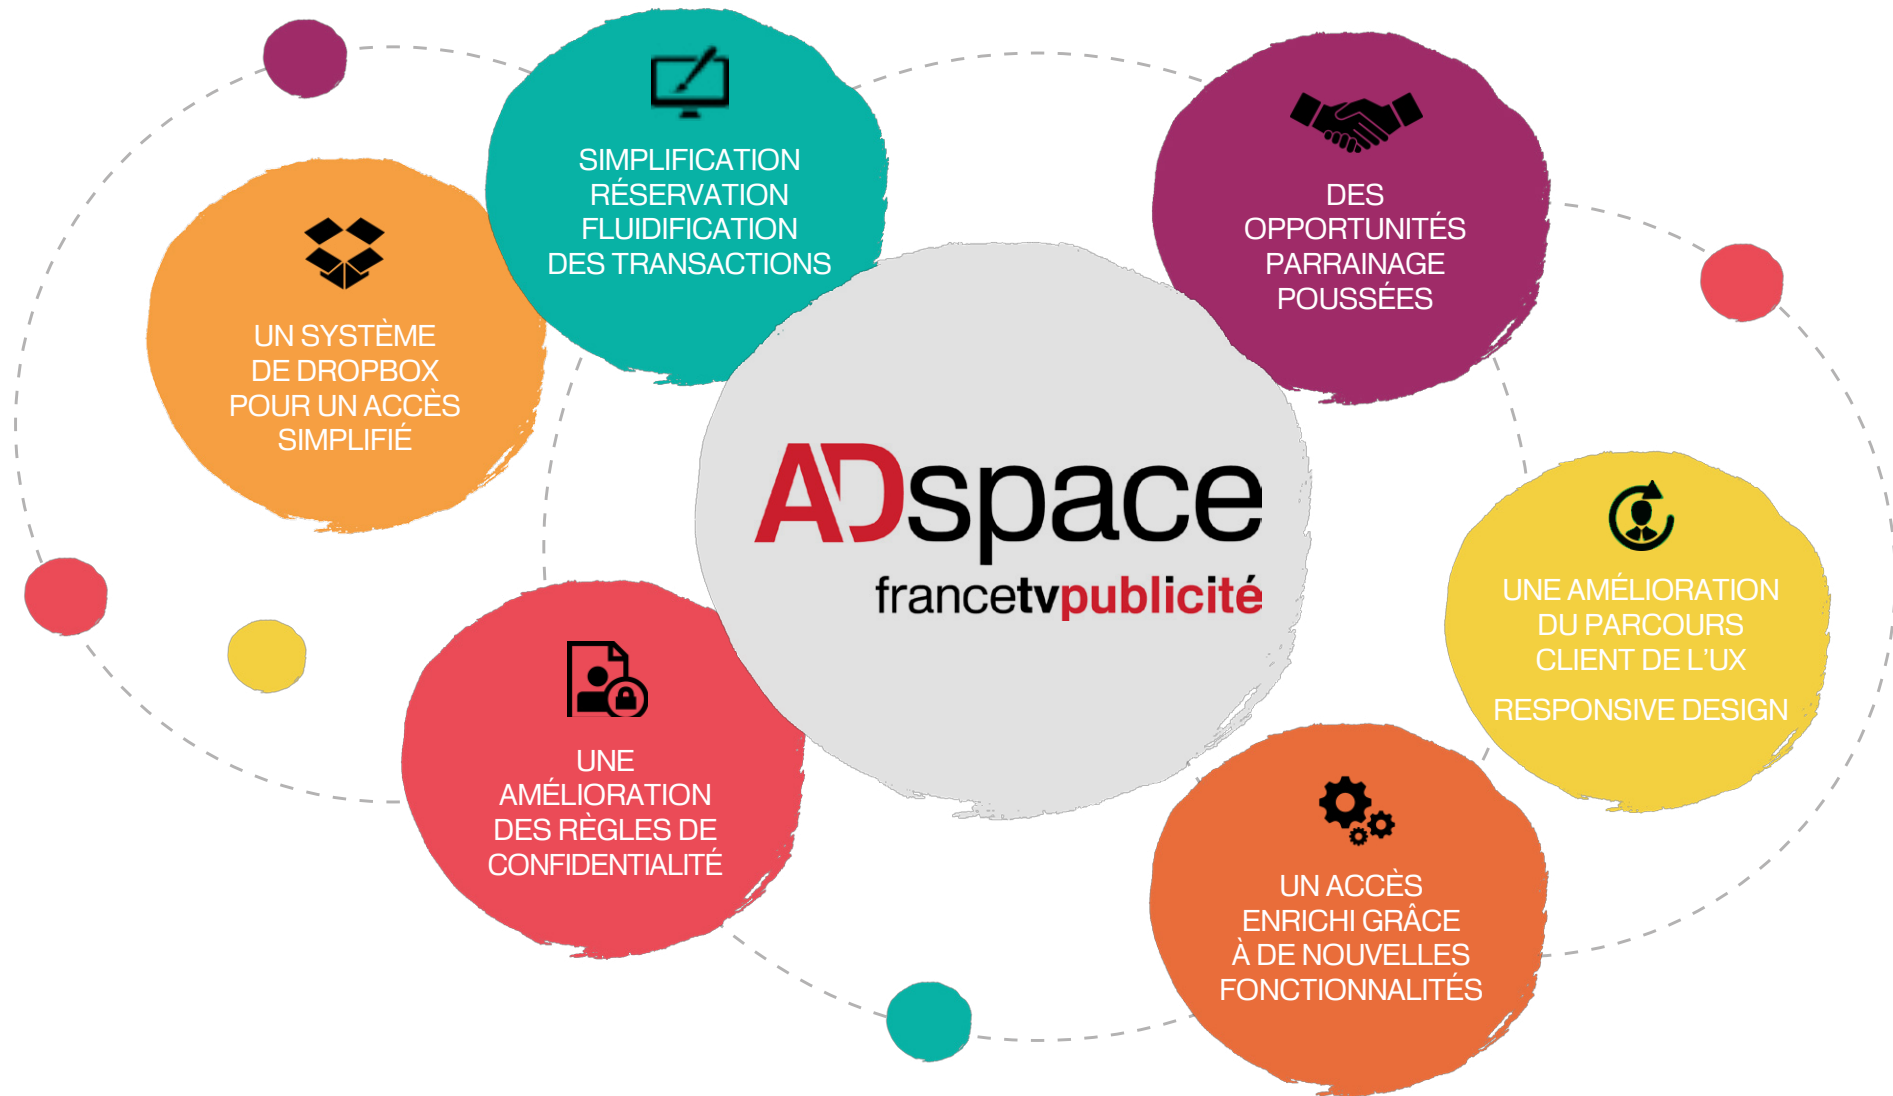 SIMPLIFICATION
RÉSERVATION
FLUIDIFICATION
DES TRANSACTIONS
DES
OPPORTUNITÉS
PARRAINAGE
POUSSÉES
UN SYSTÈME
DE DROPBOX
POUR UN ACCÈS
SIMPLIFIÉ
ADspace
francetvpublicité
UNE AMÉLIORATION
DU PARCOURS
CLIENT DE L'UX
RESPONSIVE DESIGN
UNE
AMÉLIORATION
DES RÈGLES DE
CONFIDENTIALITÉ
UN ACCÈS
ENRICHI GRÂCE
À DE NOUVELLES
FONCTIONNALITÉS